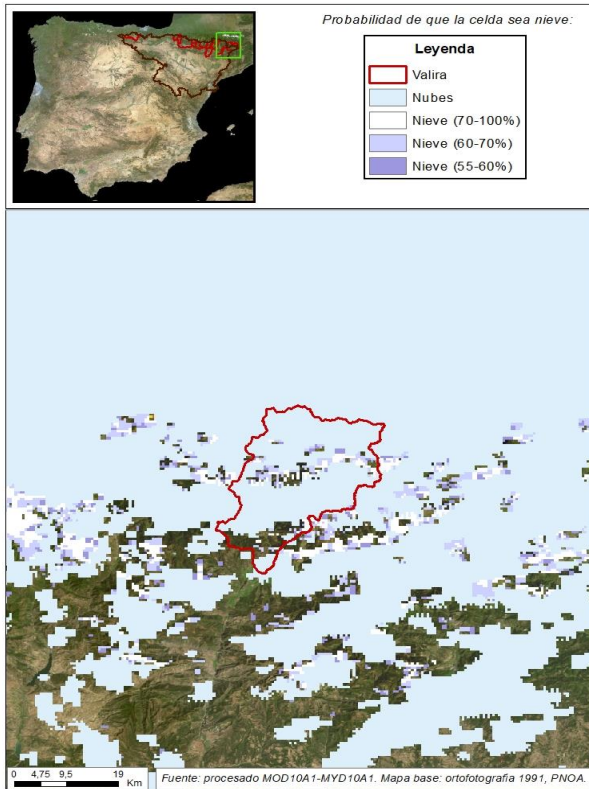 Probabilidad de que la celda sea nieve:
Leyenda
Valira
Nubes
Nieve (70-100%)
Nieve (60-70%)
Nieve (55-60%)
0 4,75 9,5 19
Km
Fuente: procesado MOD10A1-MYD10A1. Mapa base: ortofotografia 1991, PNOA.